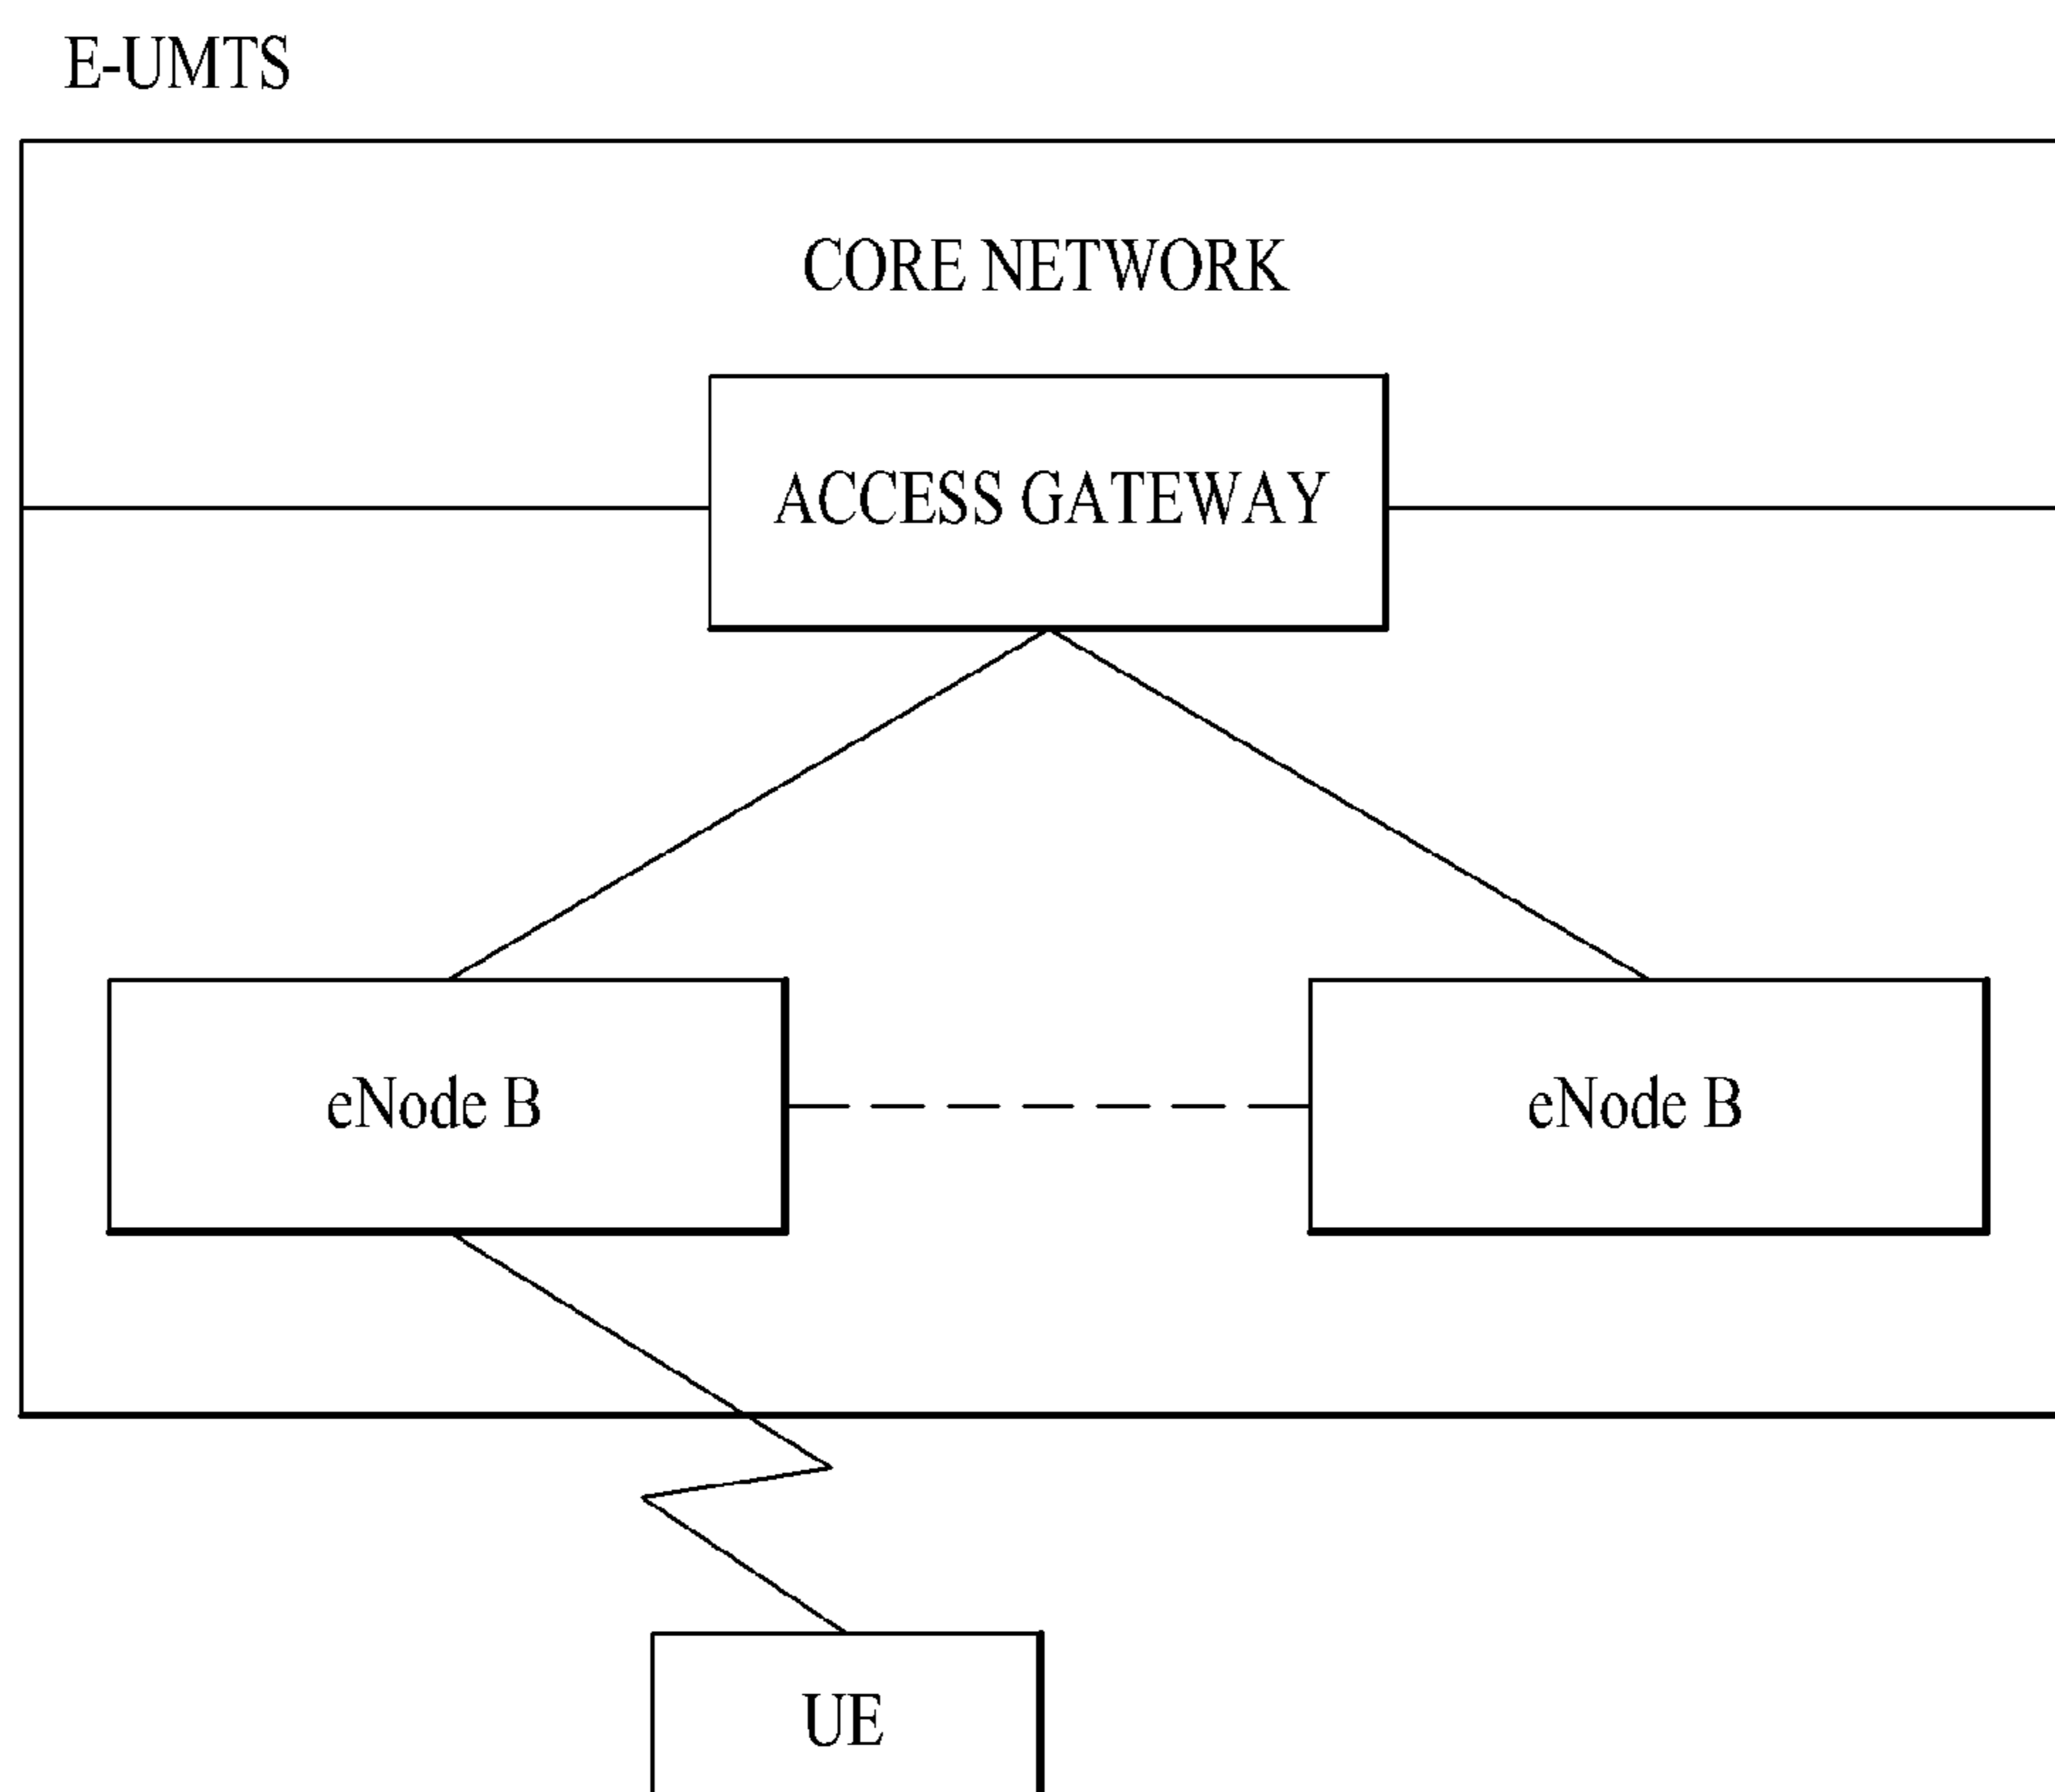 E-UMTS
CORE NETWORK
ACCESS GATEWAY
eNode B
eNode B
UE